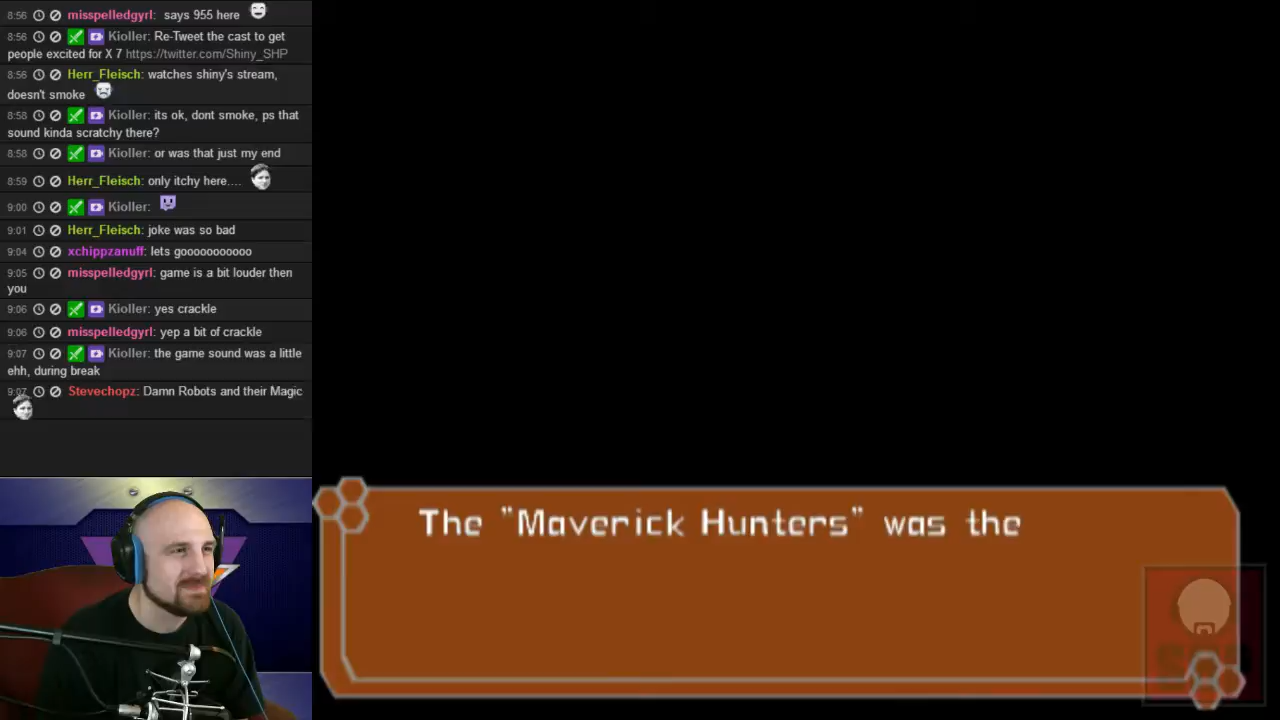 8:56 misspelledgyrl: says 955 here
8:56 Kioller: Re-Tweet the cast to get
people excited for X 7 https://twitter.com/Shiny_SHP
8:56 Herr_Fleisch: watches shiny's stream,
doesn't smoke
8:58 Kioller: its ok, dont smoke, ps that
sound kinda scratchy there?
8:58 Kioller: or was that just my end
8:59 Herr_Fleisch: only itchy here....
9:00 Kioller:
9:01 Herr_Fleisch: joke was so bad
9:04 xchippzanuff: lets gooooooooooo
9:05 misspelledgyrl: game is a bit louder then
you
9:06 Kioller: yes crackle
9:06 misspelledgyrl: yep a bit of crackle
9:07 Kioller: the game sound was a little
ehh, during break
9:07 Stevechopz: Damn Robots and their Magic
The "Maverick Hunters" was the